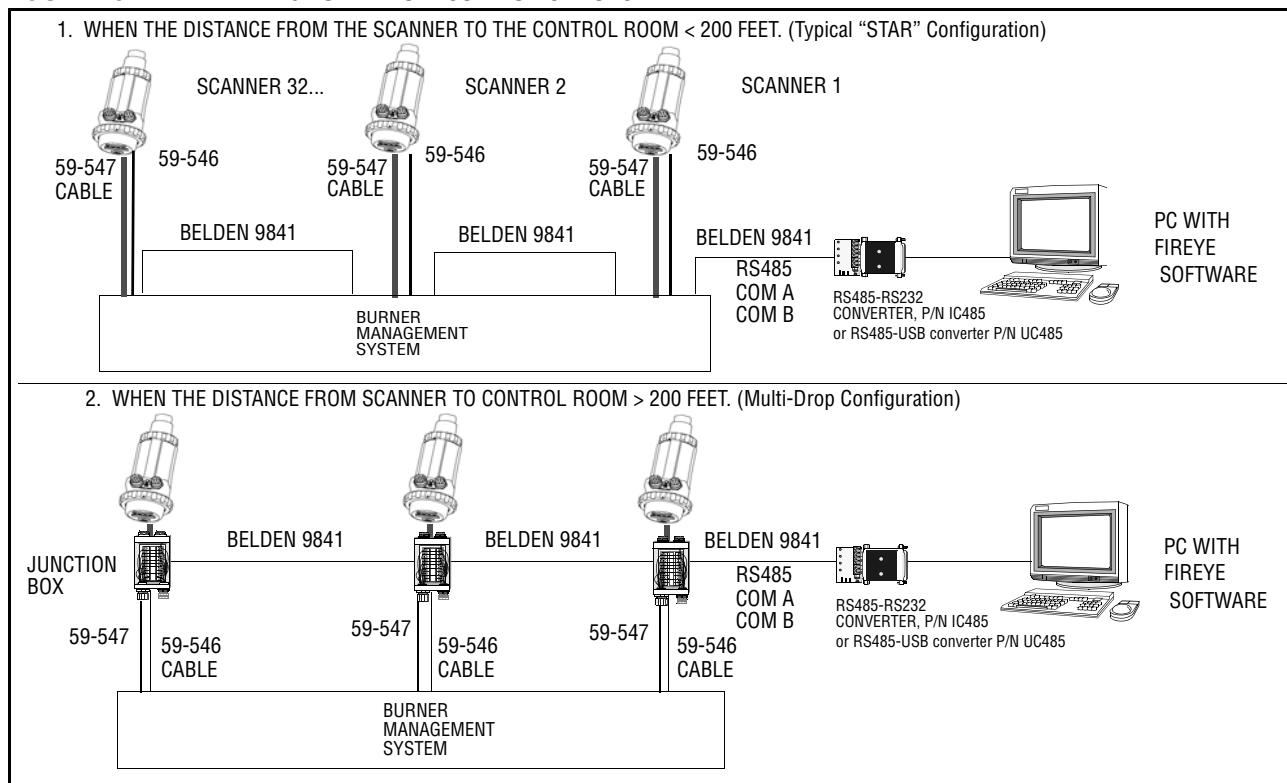 1. WHEN THE DISTANCE FROM THE SCANNER TO THE CONTROL ROOM < 200 FEET. (Typical “STAR” Configuration)
SCANNER 32...
SCANNER 2
SCANNER 1
59-547
CABLE
59-546
59-547
CABLE
59-546
59-547
CABLE
59-546
BELDEN 9841
BELDEN 9841
BELDEN 9841
RS485
COM A
COM B
RS485-RS232
CONVERTER, P/N IC485
or RS485-USB converter P/N UC485
PC WITH
FIREYE
SOFTWARE
BURNER
MANAGEMENT
SYSTEM
2. WHEN THE DISTANCE FROM SCANNER TO CONTROL ROOM > 200 FEET. (Multi-Drop Configuration)
JUNCTION
BOX
BELDEN 9841
BELDEN 9841
BELDEN 9841
RS485
COM A
COM B
RS485-RS232
CONVERTER, P/N IC485
or RS485-USB converter P/N UC485
PC WITH
FIREYE
SOFTWARE
59-547
59-546
CABLE
59-547
59-546
CABLE
59-547
59-546
CABLE
BURNER
MANAGEMENT
SYSTEM